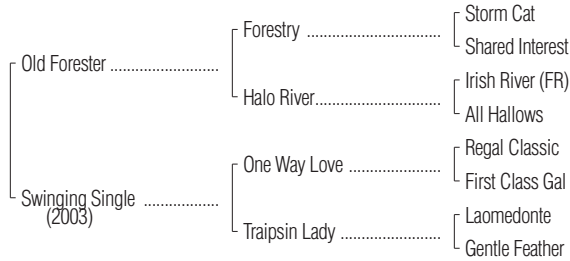 Storm Cat
Forestry ....................
Shared Interest
Old Forester ....................
Irish River (FR)
Halo River....................
All Hallows
Regal Classic
One Way Love ....................
First Class Gal
Swinging Single ....................
(2003)
Laomedonte
Traipsin Lady ....................
Gentle Feather